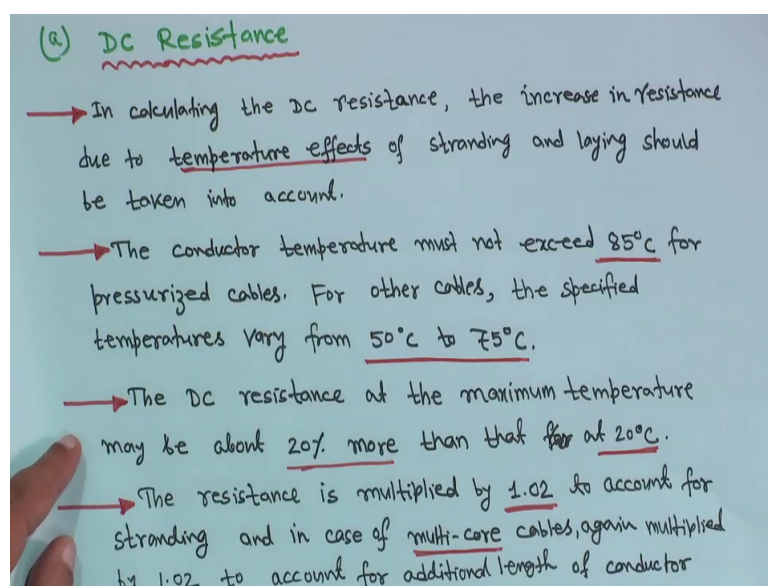 (a) DC Resistance
In calculating the DC resistance, the increase in resistance
due to temperature effects of stranding and laying should
be taken into account.
The conductor temperature must not exceed 85°C for
pressurized cables. For other cables, the specified
temperatures vary from 50°C to 75°C.
The DC resistance at the maximum temperature
may be about 20% more than that at 20°C.
The resistance is multiplied by 1.02 to account for
stranding and in case of multi-core cables, again multiplied
by 1.02 to account for additional length of conductor